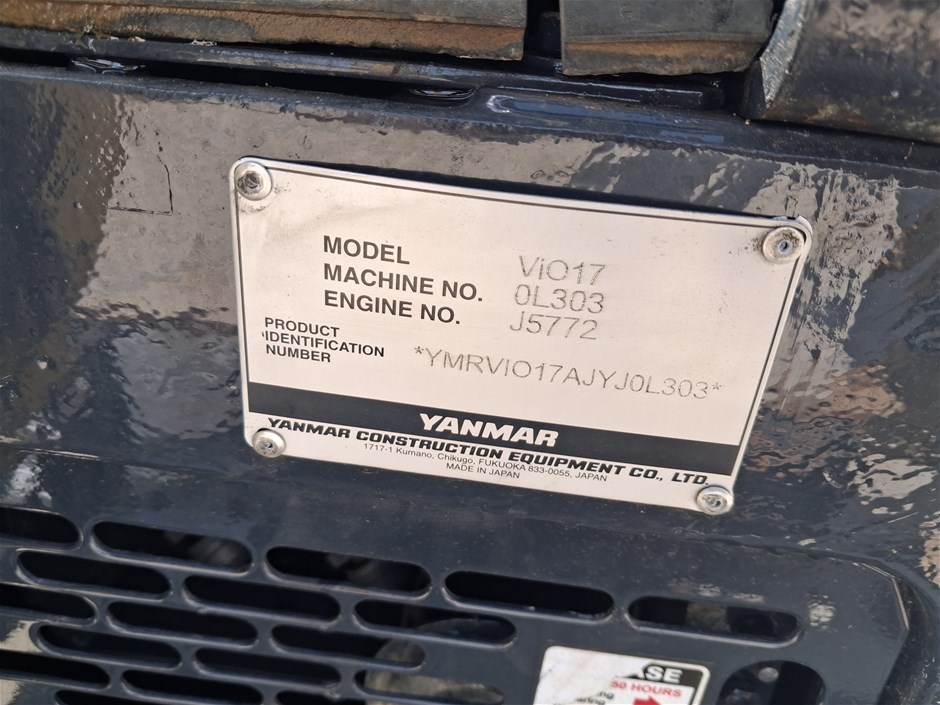 MODEL ViO17
MACHINE NO. 0L303
ENGINE NO. J5772
PRODUCT
IDENTIFICATION
NUMBER
*YMRVIO17AJYJ0L303*
YANMAR
YANMAR CONSTRUCTION EQUIPMENT CO., LTD.
1717-1 Kumano, Chikugo, FUKUOKA 833-0055, JAPAN
MADE IN JAPAN
50 HOURS